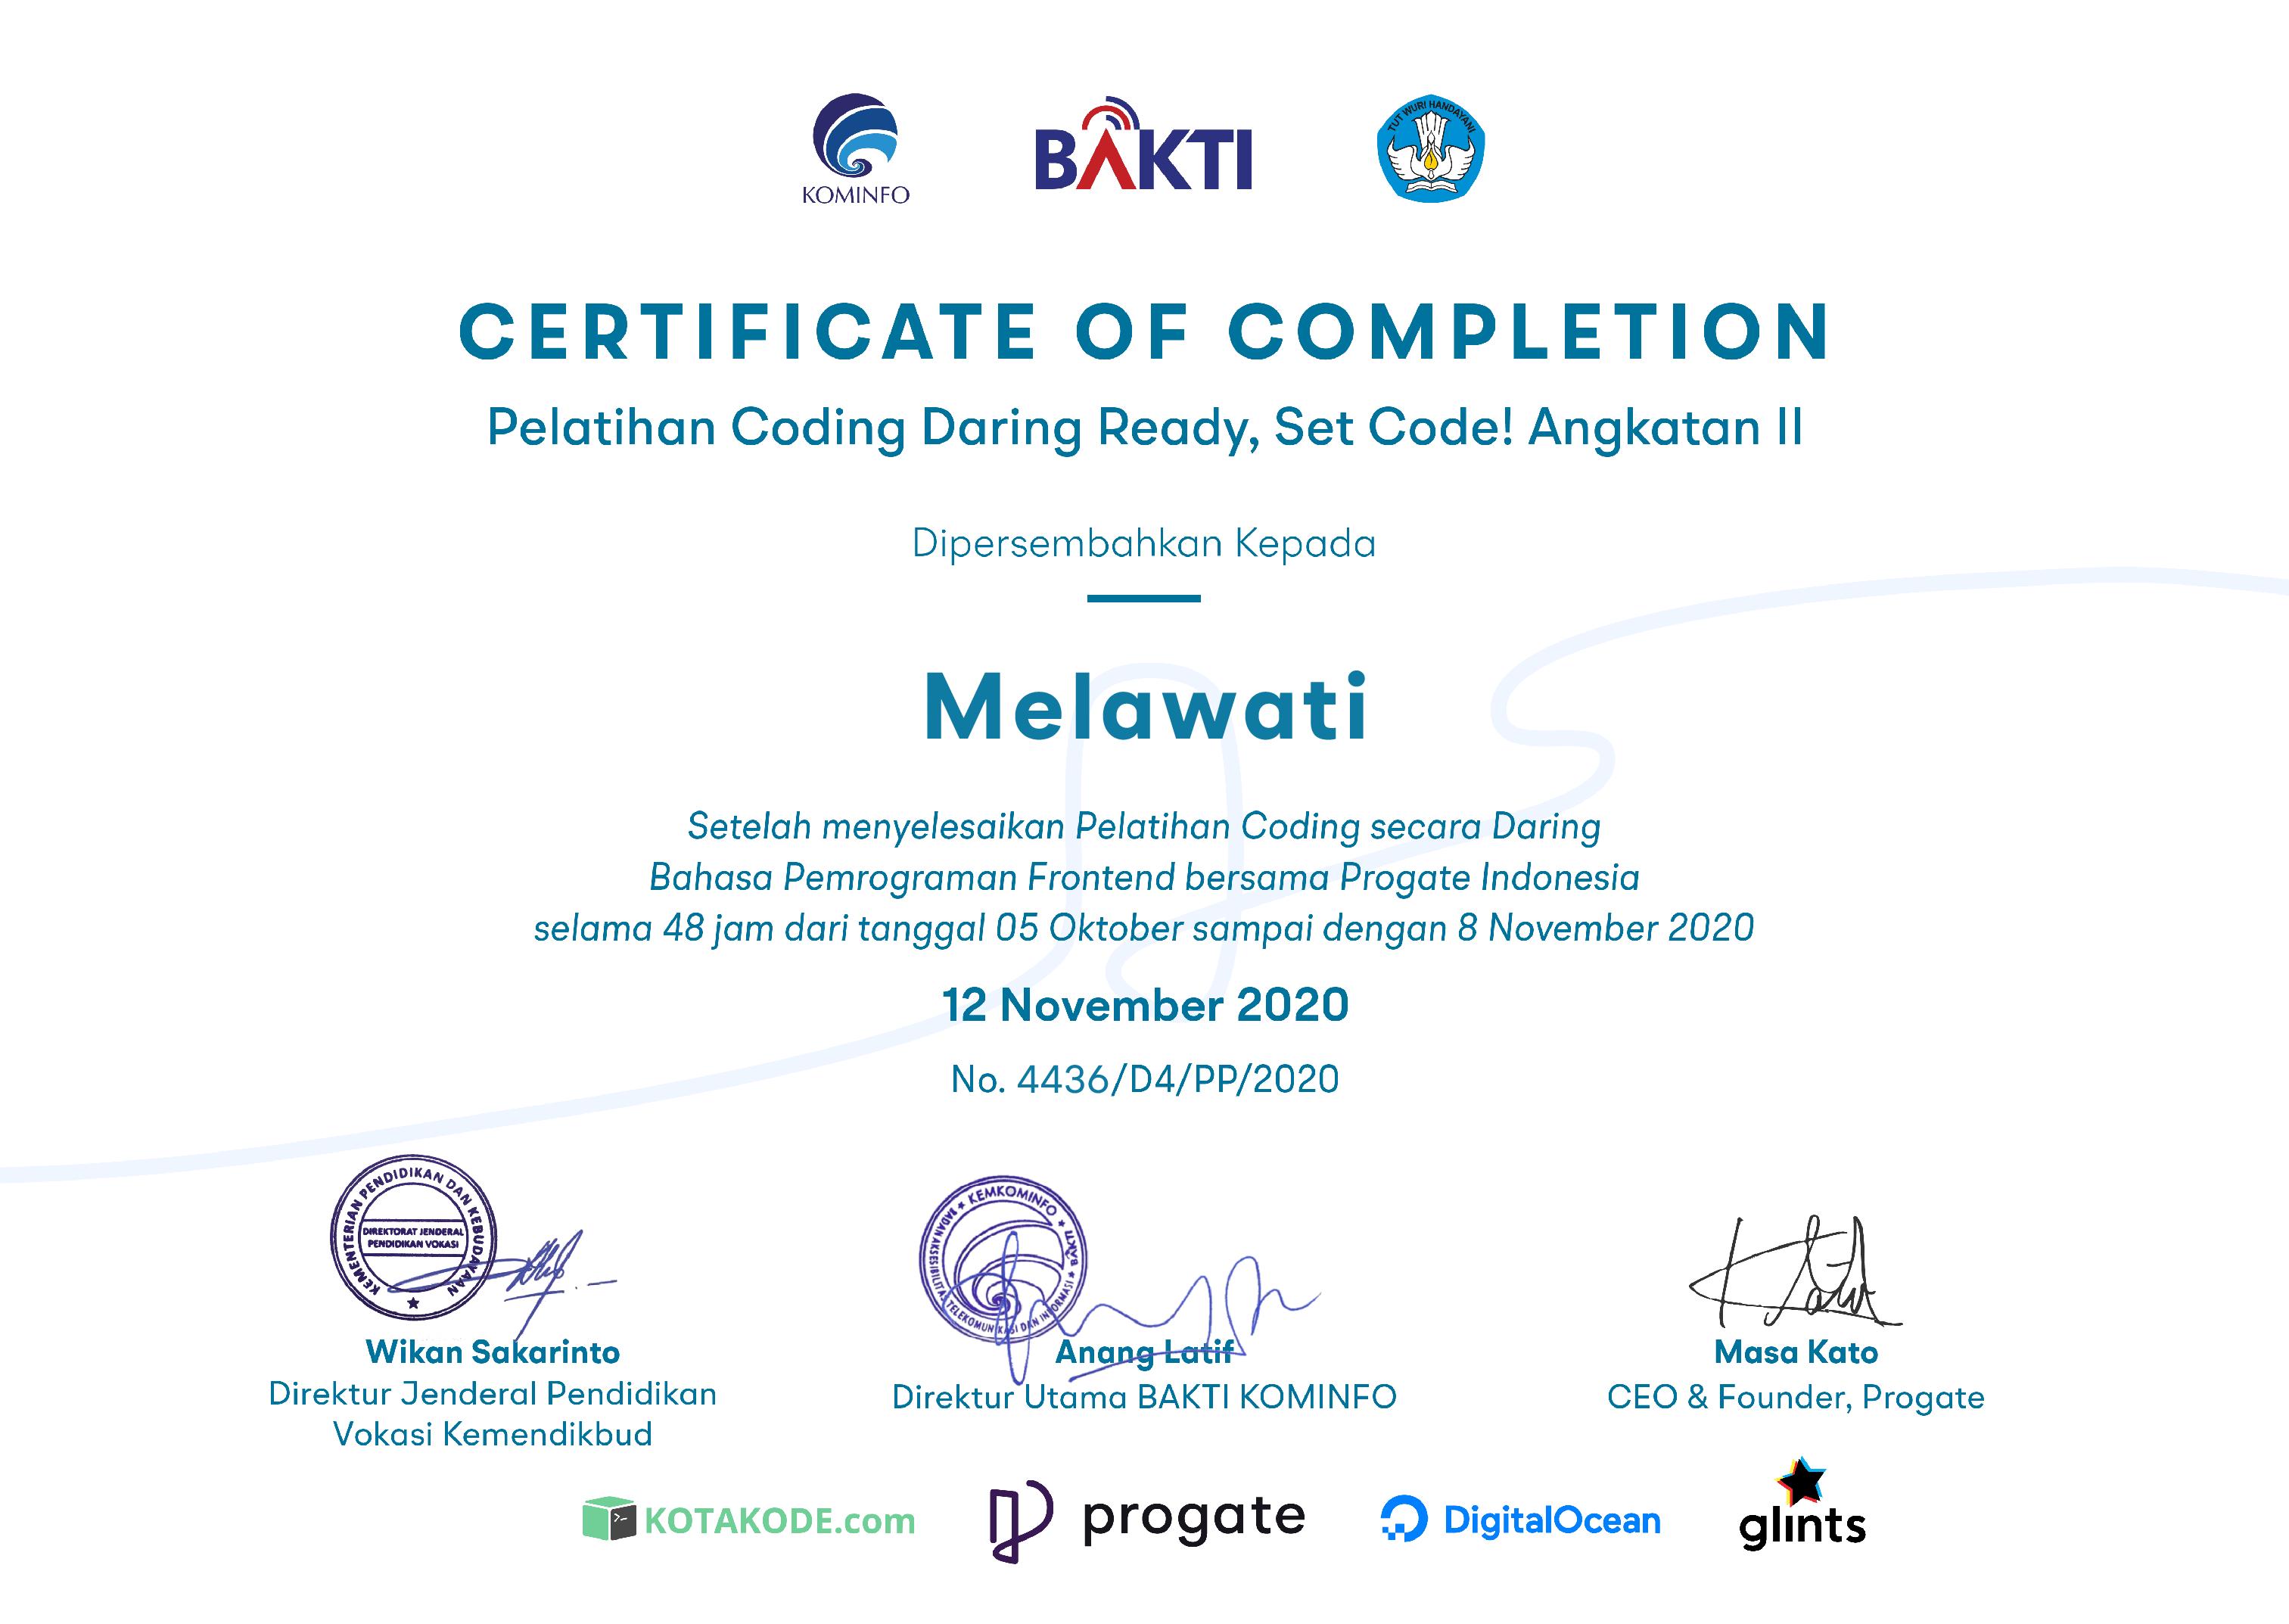 KOMINFO
BAKTI
TUT WURI HANDAYANI
CERTIFICATE OF COMPLETION
Pelatihan Coding Daring Ready, Set Code! Angkatan II
Dipersembahkan Kepada
Melawati
Setelah menyelesaikan Pelatihan Coding secara Daring
Bahasa Pemrograman Frontend bersama Progate Indonesia
selama 48 jam dari tanggal 05 Oktober sampai dengan 8 November 2020
12 November 2020
No. 4436/D4/PP/2020
KEMENTERIAN PENDIDIKAN DAN KEBUDAYAAN
DIREKTORAT JENDERAL
PENDIDIKAN VOKASI
KEMKOMINFO
BAKTI
BADAN AKSESIBILITAS TELEKOMUNIKASI DAN INFORMASI
Wikan Sakarinto
Direktur Jenderal Pendidikan
Vokasi Kemendikbud
Anang Latif
Direktur Utama BAKTI KOMINFO
Masa Kato
CEO & Founder, Progate
KOTAKODE.com
progate
DigitalOcean
glints